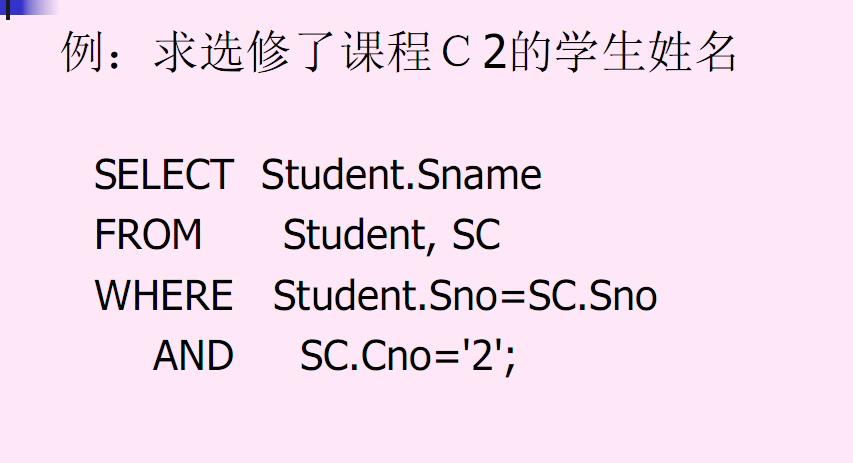 例：求选修了课程Ｃ2的学生姓名
SELECT Student.Sname
FROM Student, SC
WHERE Student.Sno=SC.Sno
AND SC.Cno='2';